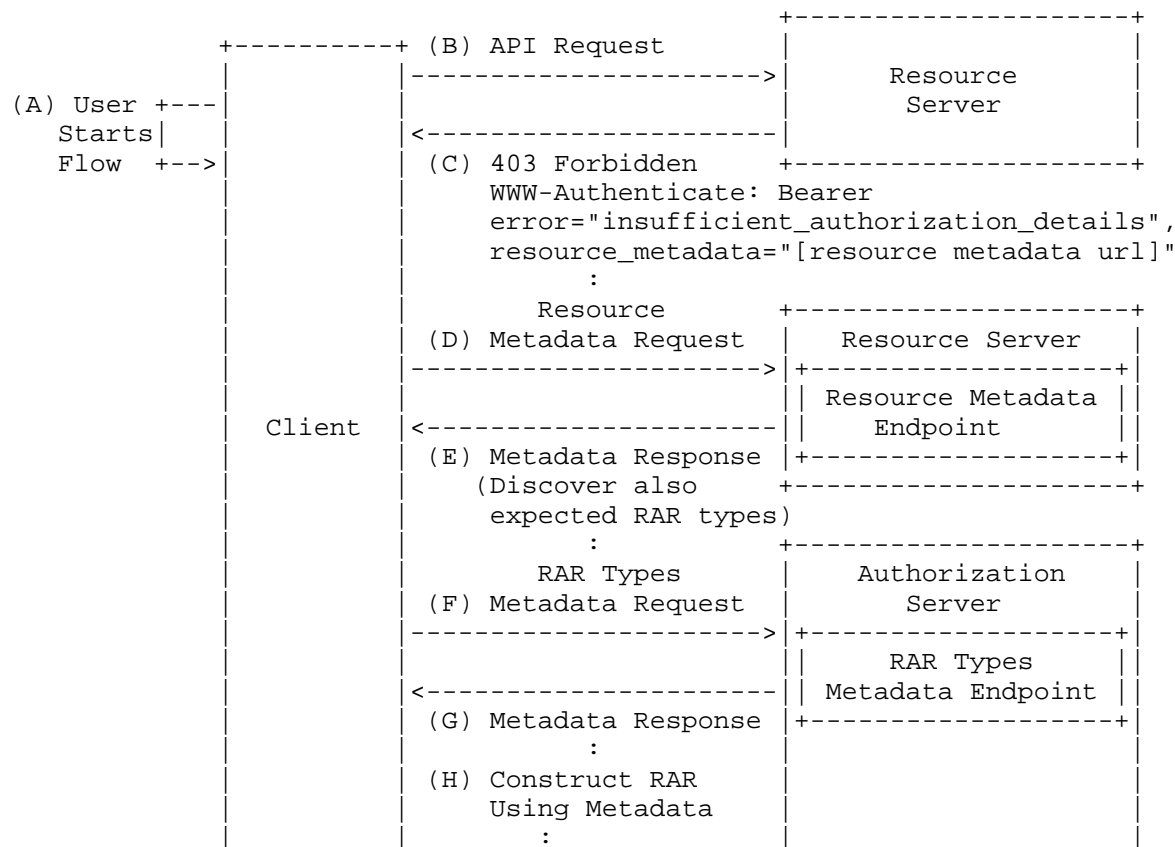 +----------------------+
              +-----------+ (B) API Request       |                      |
              |           |---------------------->|       Resource       |
(A) User +---|           |                       |        Server        |
   Starts|    |           |<----------------------|                      |
   Flow  +-->|           | (C) 403 Forbidden     +----------------------+
              |           |     WWW-Authenticate: Bearer
              |           |     error="insufficient_authorization_details",
              |           |     resource_metadata="[resource metadata url]"
              |           |           :
              |           |        Resource       +----------------------+
              |           | (D) Metadata Request  |   Resource Server    |
              |           |---------------------->|+--------------------+|
              |           |                       || Resource Metadata  ||
              |  Client   |<----------------------||    Endpoint        ||
              |           | (E) Metadata Response |+--------------------+|
              |           |    (Discover also     +----------------------+
              |           |     expected RAR types)
              |           |           :           +----------------------+
              |           |        RAR Types      |    Authorization     |
              |           | (F) Metadata Request  |       Server         |
              |           |---------------------->|+--------------------+|
              |           |                       ||     RAR Types      ||
              |           |<----------------------|| Metadata Endpoint  ||
              |           | (G) Metadata Response |+--------------------+|
              |           |           :           |                      |
              |           | (H) Construct RAR     |                      |
              |           |     Using Metadata    |                      |
              |           |        :              |                      |